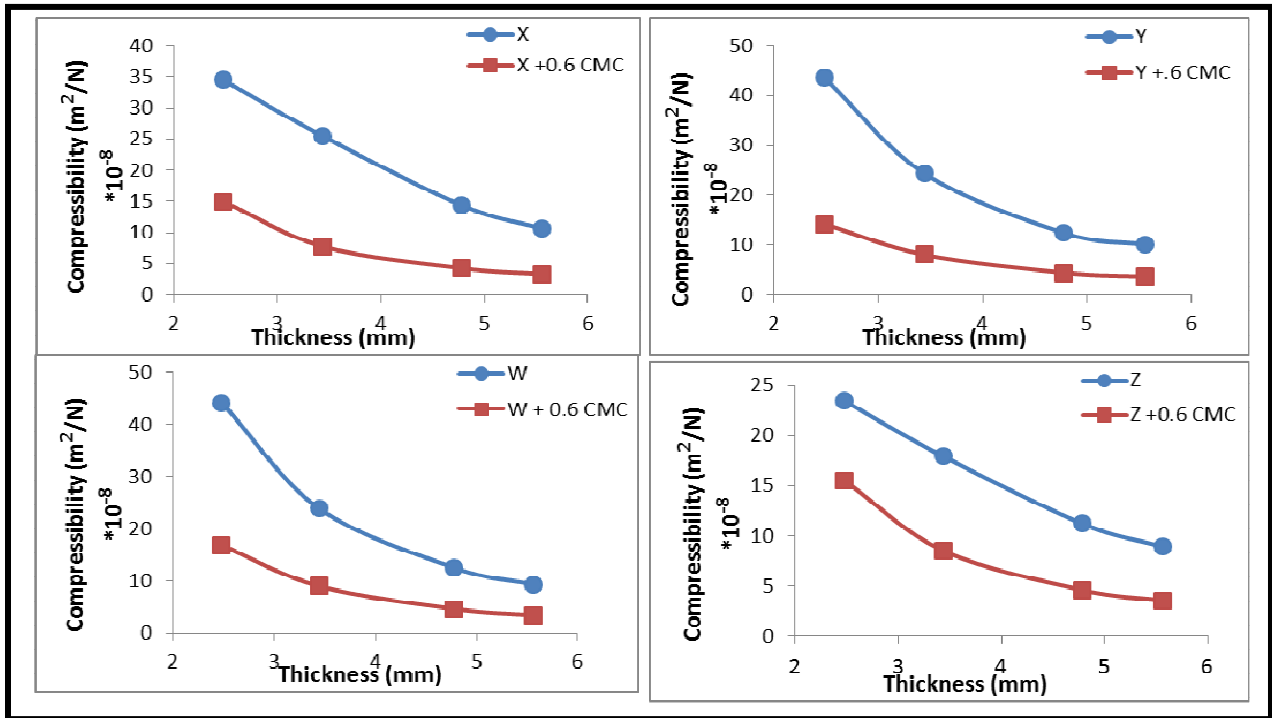 X
X +0.6 CMC
Compressibility (m²/N)
*10⁻⁸
40
35
30
25
20
15
10
5
0
2 3 4 5 6
Thickness (mm)
Y
Y +.6 CMC
Compressibility (m²/N)
*10⁻⁸
50
40
30
20
10
0
2 3 4 5 6
Thickness (mm)
W
W + 0.6 CMC
Compressibility (m²/N)
*10⁻⁸
50
40
30
20
10
0
2 3 4 5 6
Thickness (mm)
Z
Z +0.6 CMC
Compressibility (m²/N)
*10⁻⁸
25
20
15
10
5
0
2 3 4 5 6
Thickness (mm)